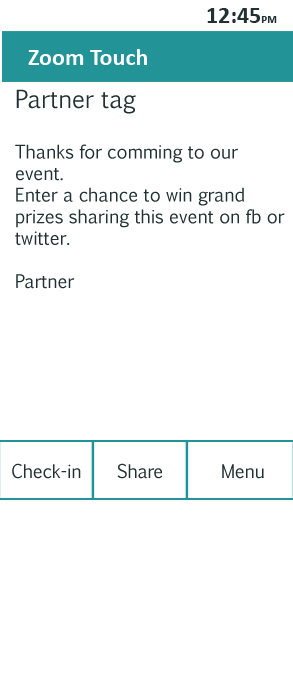 12:45PM
Zoom Touch
Partner tag
Thanks for comming to our
event.
Enter a chance to win grand
prizes sharing this event on fb or
twitter.
Partner
Check-in Share Menu